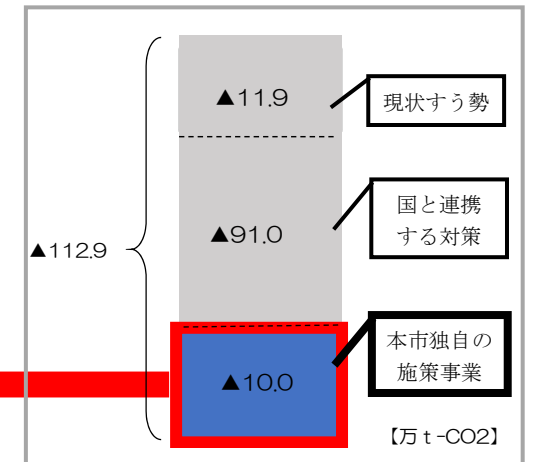 ▲11.9
現状すう勢
国と連携
する対策
▲91.0
▲112.9
本市独自の
施策事業
▲10.0
【万t-CO2】